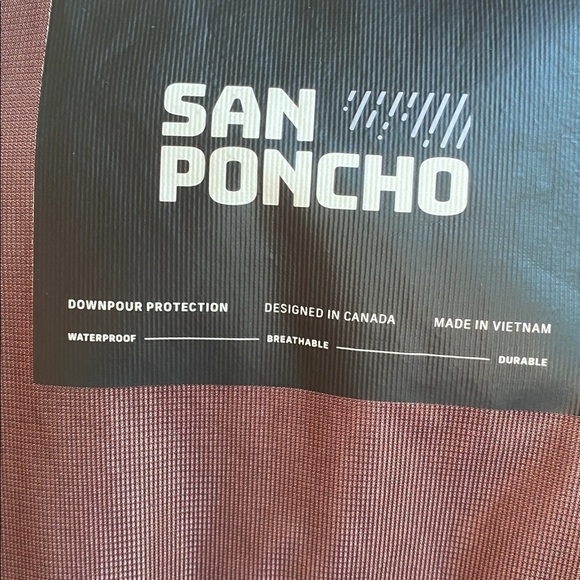 SAN
PONCHO
DOWNPOUR PROTECTION DESIGNED IN CANADA MADE IN VIETNAM
WATERPROOF BREATHABLE DURABLE